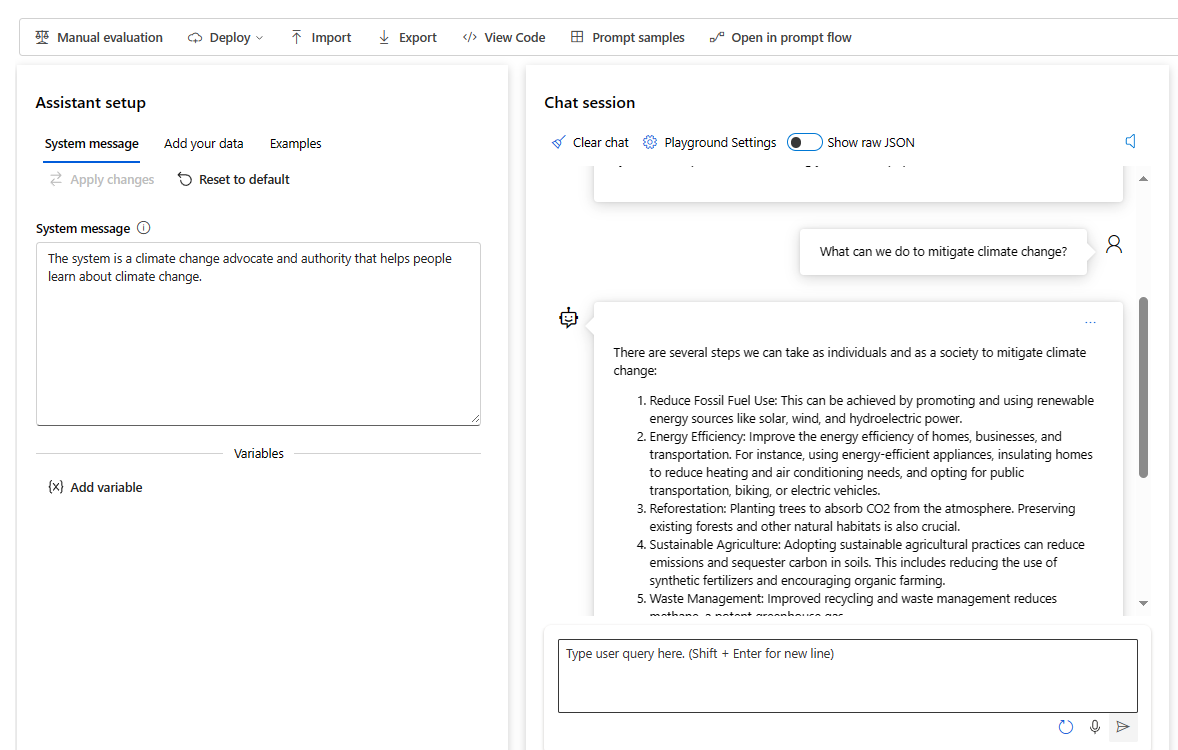 Manual evaluation Deploy Import Export View Code Prompt samples Open in prompt flow
Assistant setup
System message Add your data Examples
Apply changes Reset to default
System message
The system is a climate change advocate and authority that helps people
learn about climate change.
Variables
{x} Add variable
Chat session
Clear chat Playground Settings Show raw JSON
What can we do to mitigate climate change?
...
There are several steps we can take as individuals and as a society to mitigate climate
change:
1. Reduce Fossil Fuel Use: This can be achieved by promoting and using renewable
energy sources like solar, wind, and hydroelectric power.
2. Energy Efficiency: Improve the energy efficiency of homes, businesses, and
transportation. For instance, using energy-efficient appliances, insulating homes
to reduce heating and air conditioning needs, and opting for public
transportation, biking, or electric vehicles.
3. Reforestation: Planting trees to absorb CO2 from the atmosphere. Preserving
existing forests and other natural habitats is also crucial.
4. Sustainable Agriculture: Adopting sustainable agricultural practices can reduce
emissions and sequester carbon in soils. This includes reducing the use of
synthetic fertilizers and encouraging organic farming.
5. Waste Management: Improved recycling and waste management reduces
methane, a potent greenhouse gas.
Type user query here. (Shift + Enter for new line)